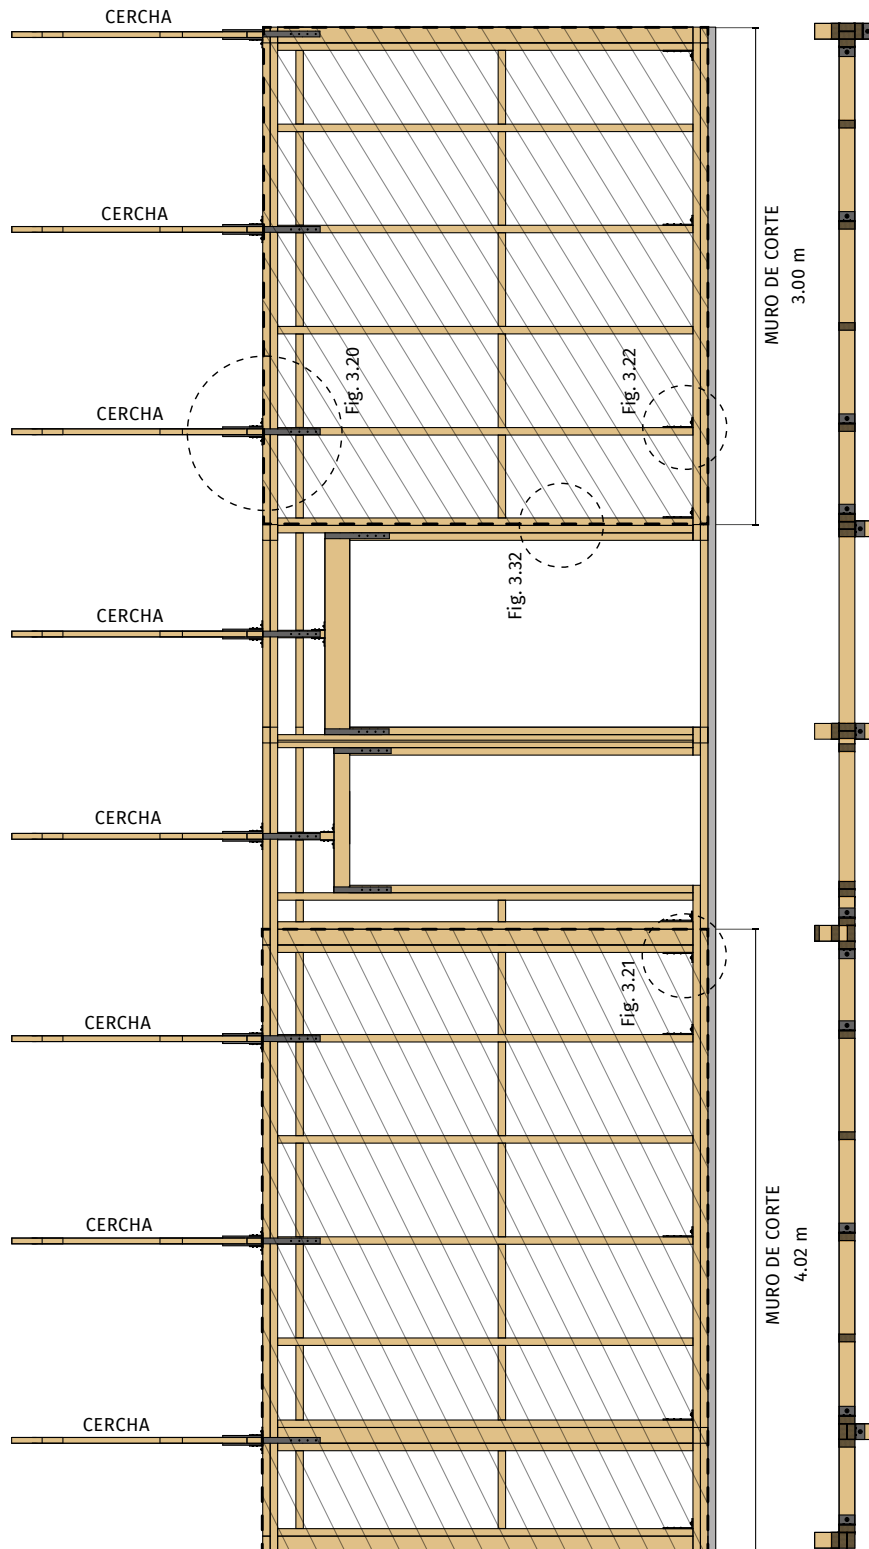 CERCHA
CERCHA
CERCHA
CERCHA
CERCHA
CERCHA
CERCHA
CERCHA
Fig. 3.20
Fig. 3.22
Fig. 3.32
Fig. 3.21
MURO DE CORTE
3.00 m
MURO DE CORTE
4.02 m